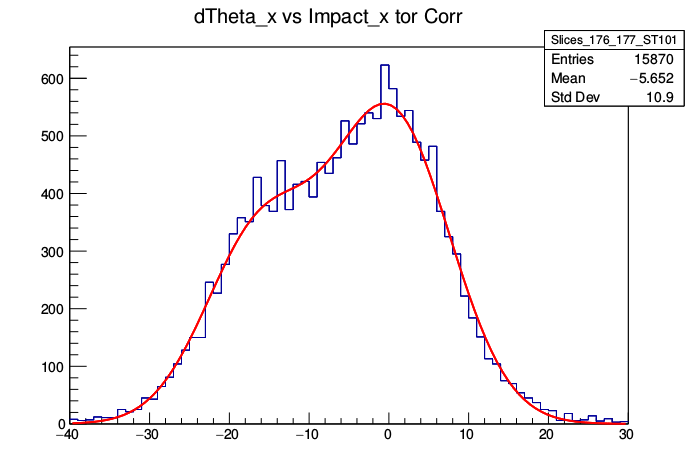 dTheta_x vs Impact_x tor Corr
Slices_176_177_ST101
Entries 15870
Mean −5.652
Std Dev 10.9
600
500
400
300
200
100
0
−40 −30 −20 −10 0 10 20 30